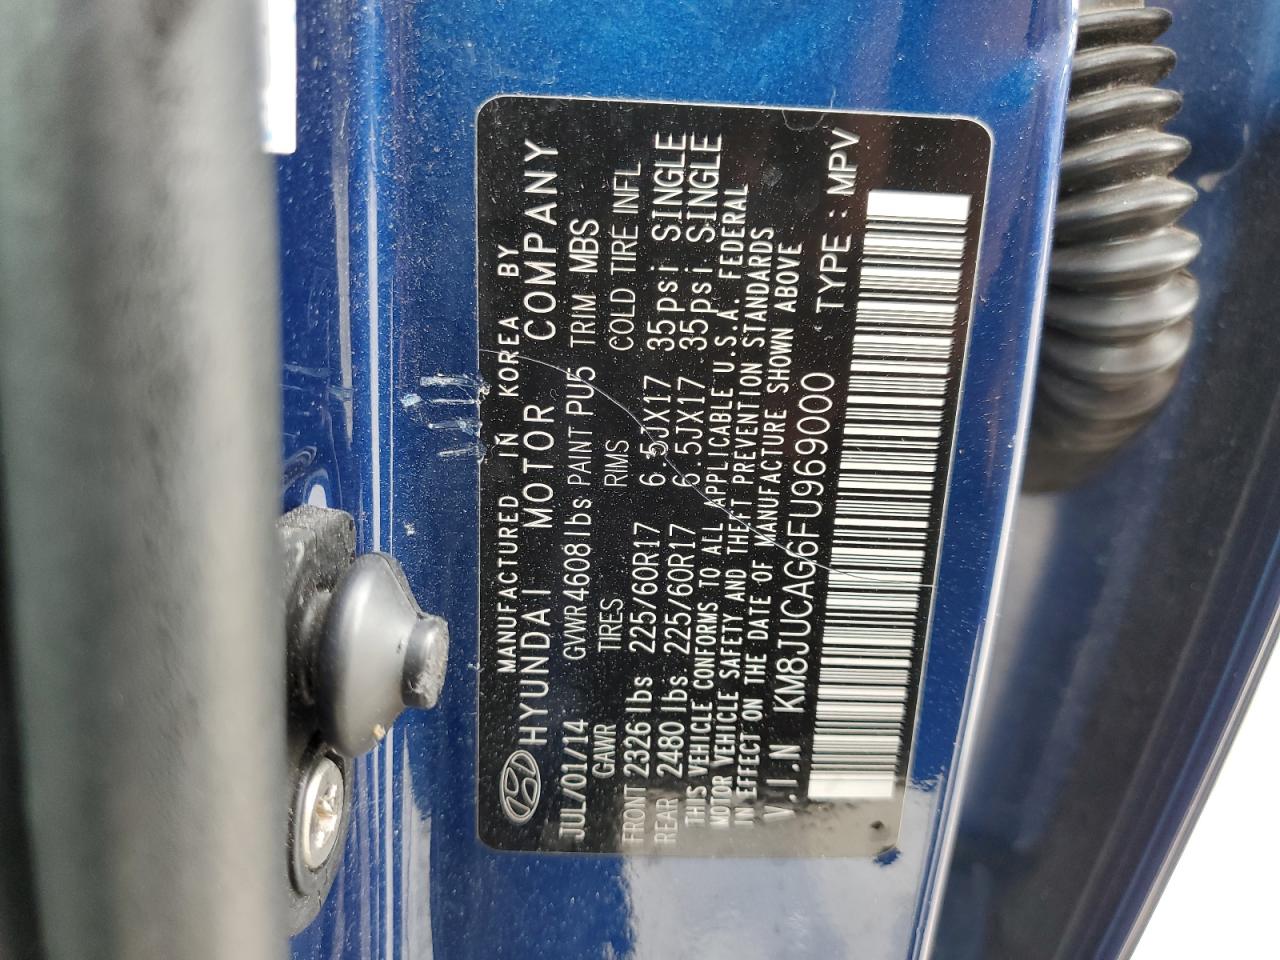 MANUFACTURED IN KOREA BY
HYUNDAI MOTOR COMPANY
JUL/01/14 GVWR 4608 lbs PAINT PU5 TRIM MBS
GAWR TIRES RIMS COLD TIRE INFL
FRONT 2326 lbs 225/60R17 6.5JX17 35psi SINGLE
REAR 2480 lbs 225/60R17 6.5JX17 35psi SINGLE
THIS VEHICLE CONFORMS TO ALL APPLICABLE U.S.A. FEDERAL
MOTOR VEHICLE SAFETY AND THEFT PREVENTION STANDARDS
IN EFFECT ON THE DATE OF MANUFACTURE SHOWN ABOVE
V.I.N KM8JUCAG6FU969000 TYPE : MPV